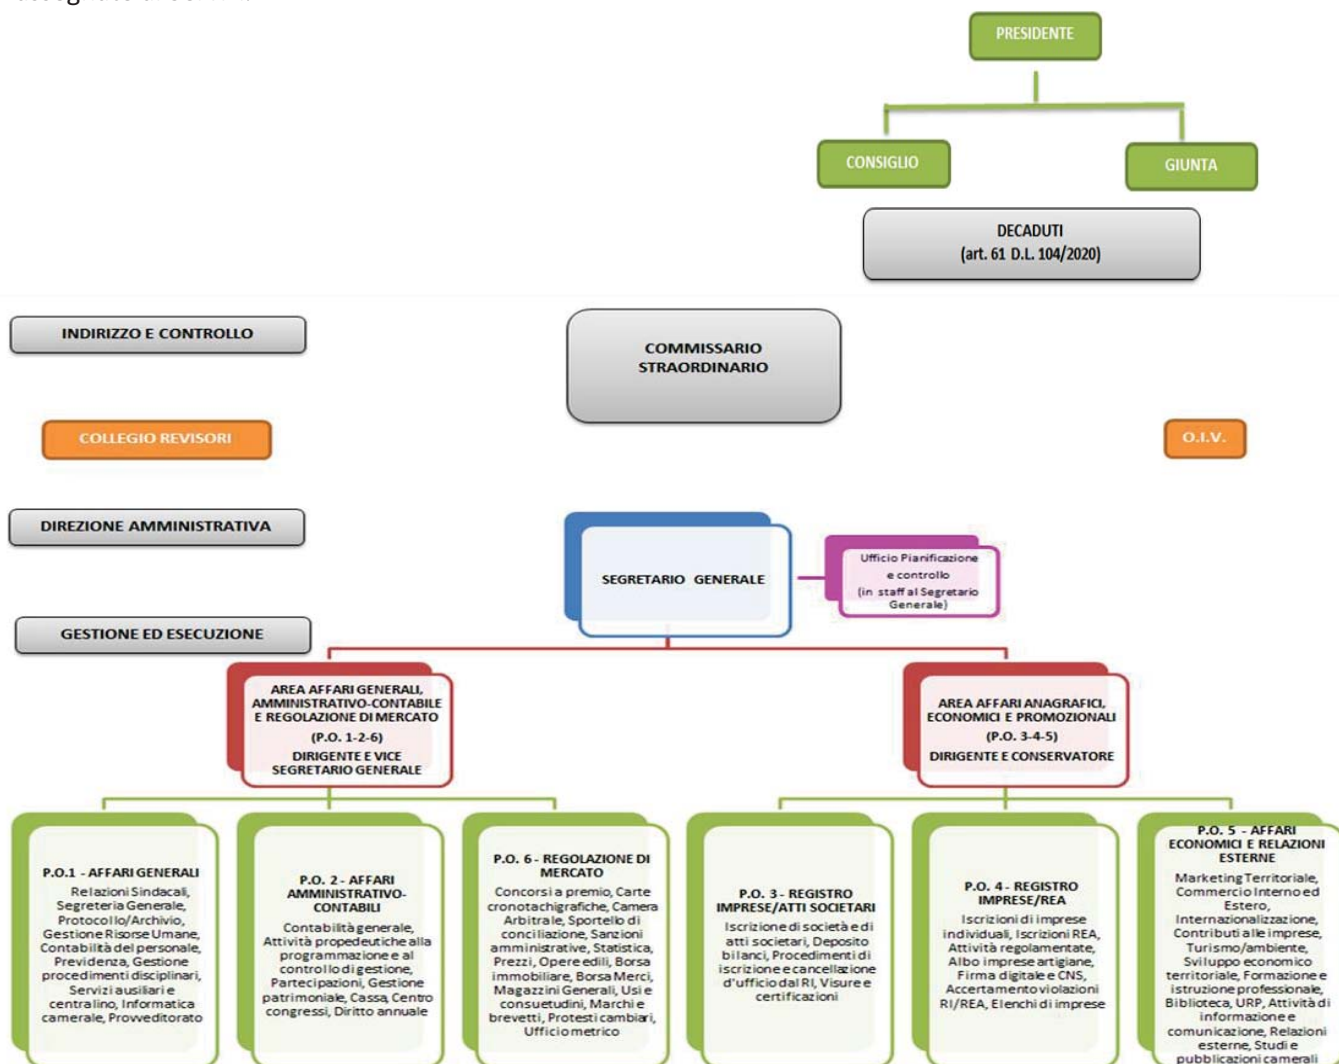 PRESIDENTE
CONSIGLIO
GIUNTA
DECADUTI
(art. 61 D.L. 104/2020)
INDIRIZZO E CONTROLLO
COMMISSARIO
STRAORDINARIO
COLLEGIO REVISORI
O.I.V.
DIREZIONE AMMINISTRATIVA
SEGRETARIO GENERALE
Ufficio Pianificazione
e controllo
(in staff al Segretario
Generale)
GESTIONE ED ESECUZIONE
AREA AFFARI GENERALI,
AMMINISTRATIVO-CONTABILE
E REGOLAZIONE DI MERCATO
(P.O. 1-2-6)
DIRIGENTE E VICE
SEGRETARIO GENERALE
AREA AFFARI ANAGRAFICI,
ECONOMICI E PROMOZIONALI
(P.O. 3-4-5)
DIRIGENTE E CONSERVATORE
P.O.1 - AFFARI GENERALI
Relazioni Sindacali,
Segreteria Generale,
Protocollo/Archivio,
Gestione Risorse Umane,
Contabilità del personale,
Previdenza, Gestione
procedimenti disciplinari,
Servizi ausiliari e
centralino, Informatica
camerale, Provveditorato
P.O. 2 - AFFARI
AMMINISTRATIVO-
CONTABILI
Contabilità generale,
Attività propedeutiche alla
programmazione e al
controllo di gestione,
Partecipazioni, Gestione
patrimoniale, Cassa, Centro
congressi, Diritto annuale
P.O. 6 - REGOLAZIONE DI
MERCATO
Concorsi a premio, Carte
cronotachigrafiche, Camera
Arbitrale, Sportello di
conciliazione, Sanzioni
amministrative, Statistica,
Prezzi, Opere edili, Borsa
immobiliare, Borsa Merci,
Magazzini Generali, Usi e
consuetudini, Marchi e
brevetti, Protesti cambiari,
Ufficio metrico
P.O. 3 - REGISTRO
IMPRESE/ATTI SOCIETARI
Iscrizione di società e di
atti societari, Deposito
bilanci, Procedimenti di
iscrizione e cancellazione
d'ufficio dal RI, Visure e
certificazioni
P.O. 4 - REGISTRO
IMPRESE/REA
Iscrizioni di imprese
individuali, Iscrizioni REA,
Attività regolamentate,
Albo imprese artigiane,
Firma digitale e CNS,
Accertamento violazioni
RI/REA, Elenchi di imprese
P.O. 5 - AFFARI
ECONOMICI E RELAZIONI
ESTERNE
Marketing Territoriale,
Commercio Interno ed
Estero,
Internazionalizzazione,
Contributi alle imprese,
Turismo/ambiente,
Sviluppo economico
territoriale, Formazione e
istruzione professionale,
Biblioteca, URP, Attività di
informazione e
comunicazione, Relazioni
esterne, Studi e
pubblicazioni camerali